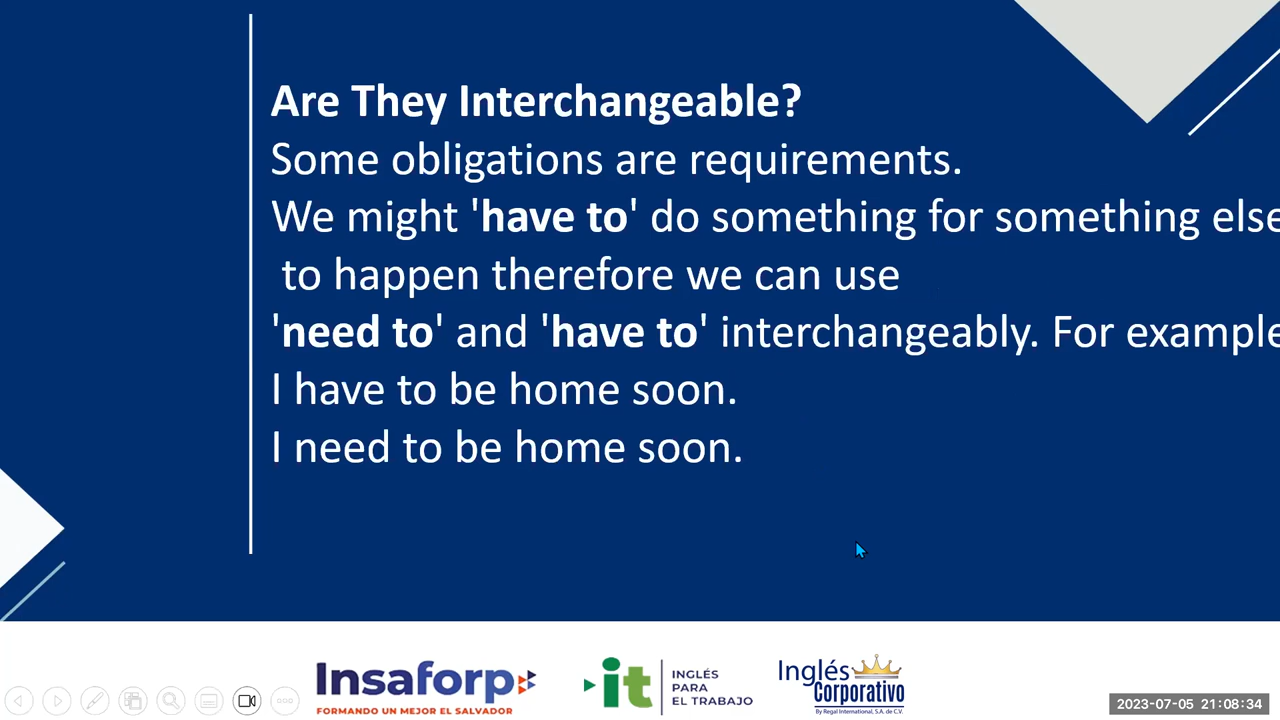 Are They Interchangeable?
Some obligations are requirements.
We might 'have to' do something for something else
to happen therefore we can use
'need to' and 'have to' interchangeably. For example
I have to be home soon.
I need to be home soon.
Insaforp
FORMANDO UN MEJOR EL SALVADOR
it
INGLÉS
PARA
EL TRABAJO
Inglés
Corporativo
By Regal International, S.A. de C.V.
2023-07-05 21:08:34